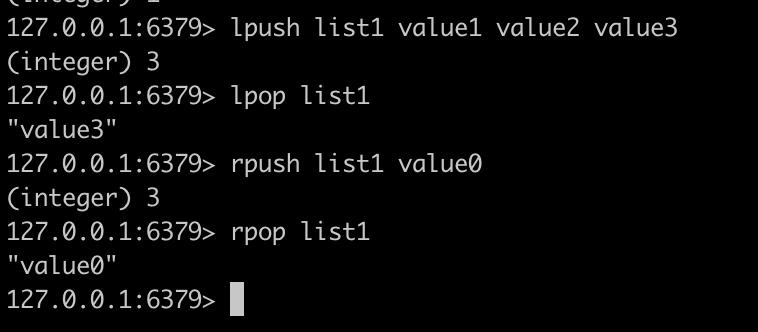 127.0.0.1:6379> lpush list1 value1 value2 value3
(integer) 3
127.0.0.1:6379> lpop list1
"value3"
127.0.0.1:6379> rpush list1 value0
(integer) 3
127.0.0.1:6379> rpop list1
"value0"
127.0.0.1:6379>